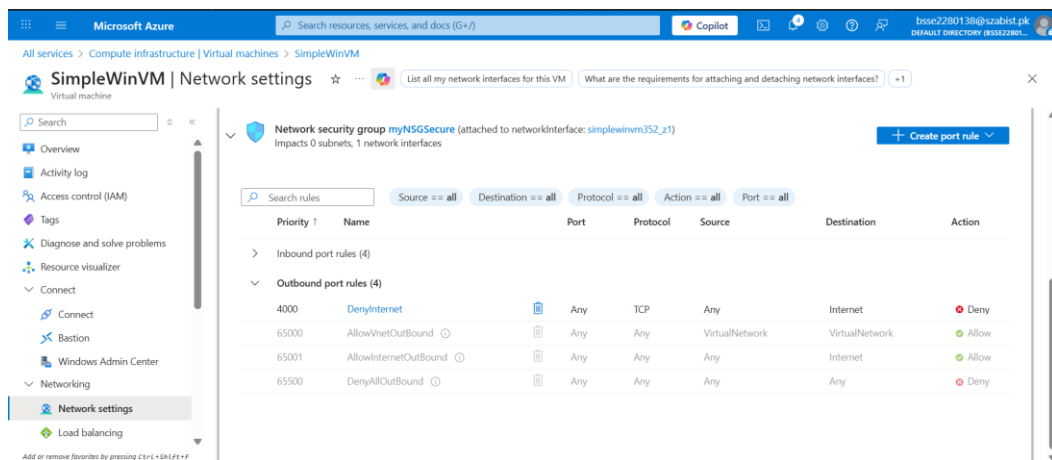 Microsoft Azure
Search resources, services, and docs (G+/)
Copilot
bsse2280138@szabist.pk
DEFAULT DIRECTORY (BSSE22801...
All services > Compute infrastructure | Virtual machines > SimpleWinVM
SimpleWinVM | Network settings
List all my network interfaces for this VM
What are the requirements for attaching and detaching network interfaces?
+1
Virtual machine
Search
Overview
Activity log
Access control (IAM)
Tags
Diagnose and solve problems
Resource visualizer
Connect
Connect
Bastion
Windows Admin Center
Networking
Network settings
Load balancing
Add or remove favorites by pressing Ctrl+Shift+F
Network security group myNSGSecure (attached to networkInterface: simplewinvm352_z1)
Impacts 0 subnets, 1 network interfaces
Create port rule
Search rules
Source == all
Destination == all
Protocol == all
Action == all
Port == all
Priority ↑ Name Port Protocol Source Destination Action
Inbound port rules (4)
Outbound port rules (4)
4000 DenyInternet Any TCP Any Internet Deny
65000 AllowVnetOutBound Any Any VirtualNetwork VirtualNetwork Allow
65001 AllowInternetOutBound Any Any Any Internet Allow
65500 DenyAllOutBound Any Any Any Any Deny